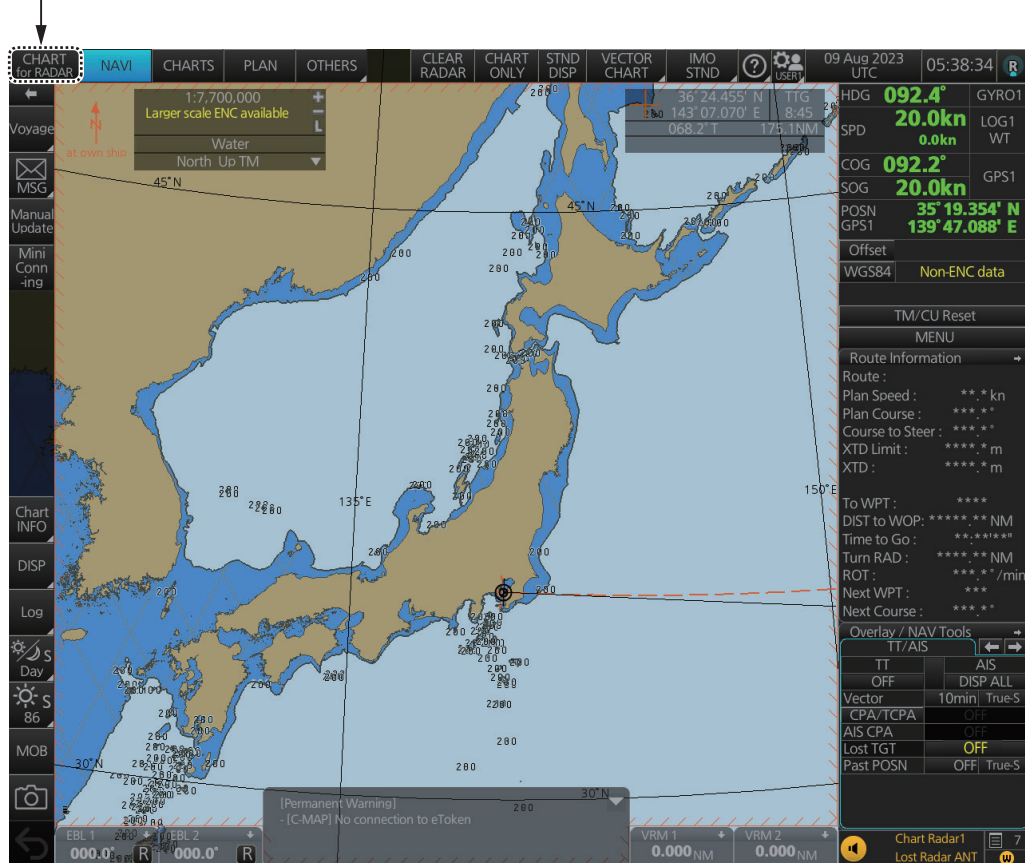 CHART
for RADAR
NAVI
CHARTS
PLAN
OTHERS
CLEAR
RADAR
CHART
ONLY
STND
DISP
VECTOR
CHART
IMO
STND
?
USER1
09 Aug 2023
UTC
05:38:34
R
Voyage
MSG
Manual
Update
Mini
Conn
-ing
Chart
INFO
DISP
Log
S
Day
S
86
MOB
N
at own ship
1:7,700,000
Larger scale ENC available
L
Water
North Up TM
36°24.455' N TTG
143°07.070' E 8:45
068.2°T 175.1NM
45°N
45°N
135°E
150°E
30°N
30°N
200
[Permanent Warning]
- [C-MAP] No connection to eToken
EBL 1
000.0° R
EBL 2
000.0° R
VRM 1
0.000 NM
VRM 2
0.000 NM
HDG 092.4° GYRO1
SPD 20.0kn LOG1
0.0kn WT
COG 092.2° GPS1
SOG 20.0kn
POSN 35°19.354' N
GPS1 139°47.088' E
Offset
WGS84 Non-ENC data
TM/CU Reset
MENU
Route Information
Route :
Plan Speed : **.* kn
Plan Course : ***.*°
Course to Steer : ***.*°
XTD Limit : ****.* m
XTD : ****.* m
To WPT : ****
DIST to WOP: *****.** NM
Time to Go : **:**'**"
Turn RAD : ****.** NM
ROT : ***.*°/min
Next WPT : ***
Next Course : ***.*°
Overlay / NAV Tools
TT/AIS
TT AIS
OFF DISP ALL
Vector 10min True-S
CPA/TCPA OFF
AIS CPA OFF
Lost TGT OFF
Past POSN OFF True-S
Chart Radar1 7
Lost Radar ANT W